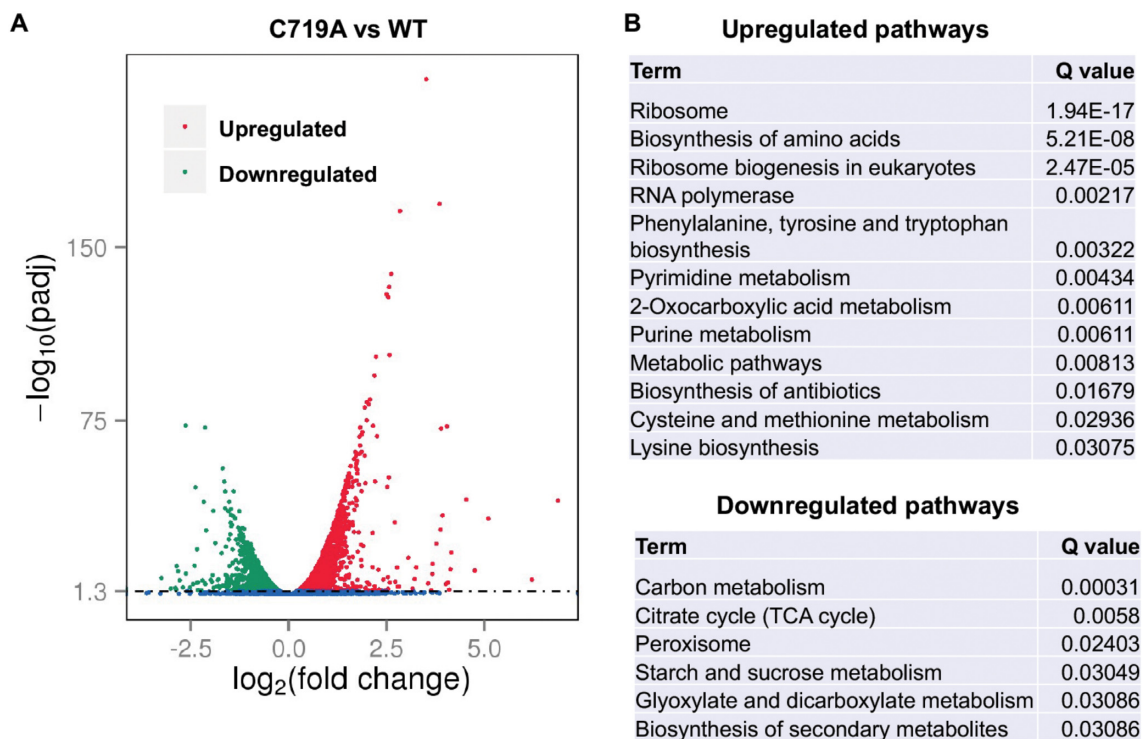 A
C719A vs WT
Upregulated
Downregulated
150
75
1.3
−log10(padj)
-2.5
0.0
2.5
5.0
log2(fold change)
B
Upregulated pathways
Term Q value
Ribosome 1.94E-17
Biosynthesis of amino acids 5.21E-08
Ribosome biogenesis in eukaryotes 2.47E-05
RNA polymerase 0.00217
Phenylalanine, tyrosine and tryptophan
biosynthesis 0.00322
Pyrimidine metabolism 0.00434
2-Oxocarboxylic acid metabolism 0.00611
Purine metabolism 0.00611
Metabolic pathways 0.00813
Biosynthesis of antibiotics 0.01679
Cysteine and methionine metabolism 0.02936
Lysine biosynthesis 0.03075
Downregulated pathways
Term Q value
Carbon metabolism 0.00031
Citrate cycle (TCA cycle) 0.0058
Peroxisome 0.02403
Starch and sucrose metabolism 0.03049
Glyoxylate and dicarboxylate metabolism 0.03086
Biosynthesis of secondary metabolites 0.03086